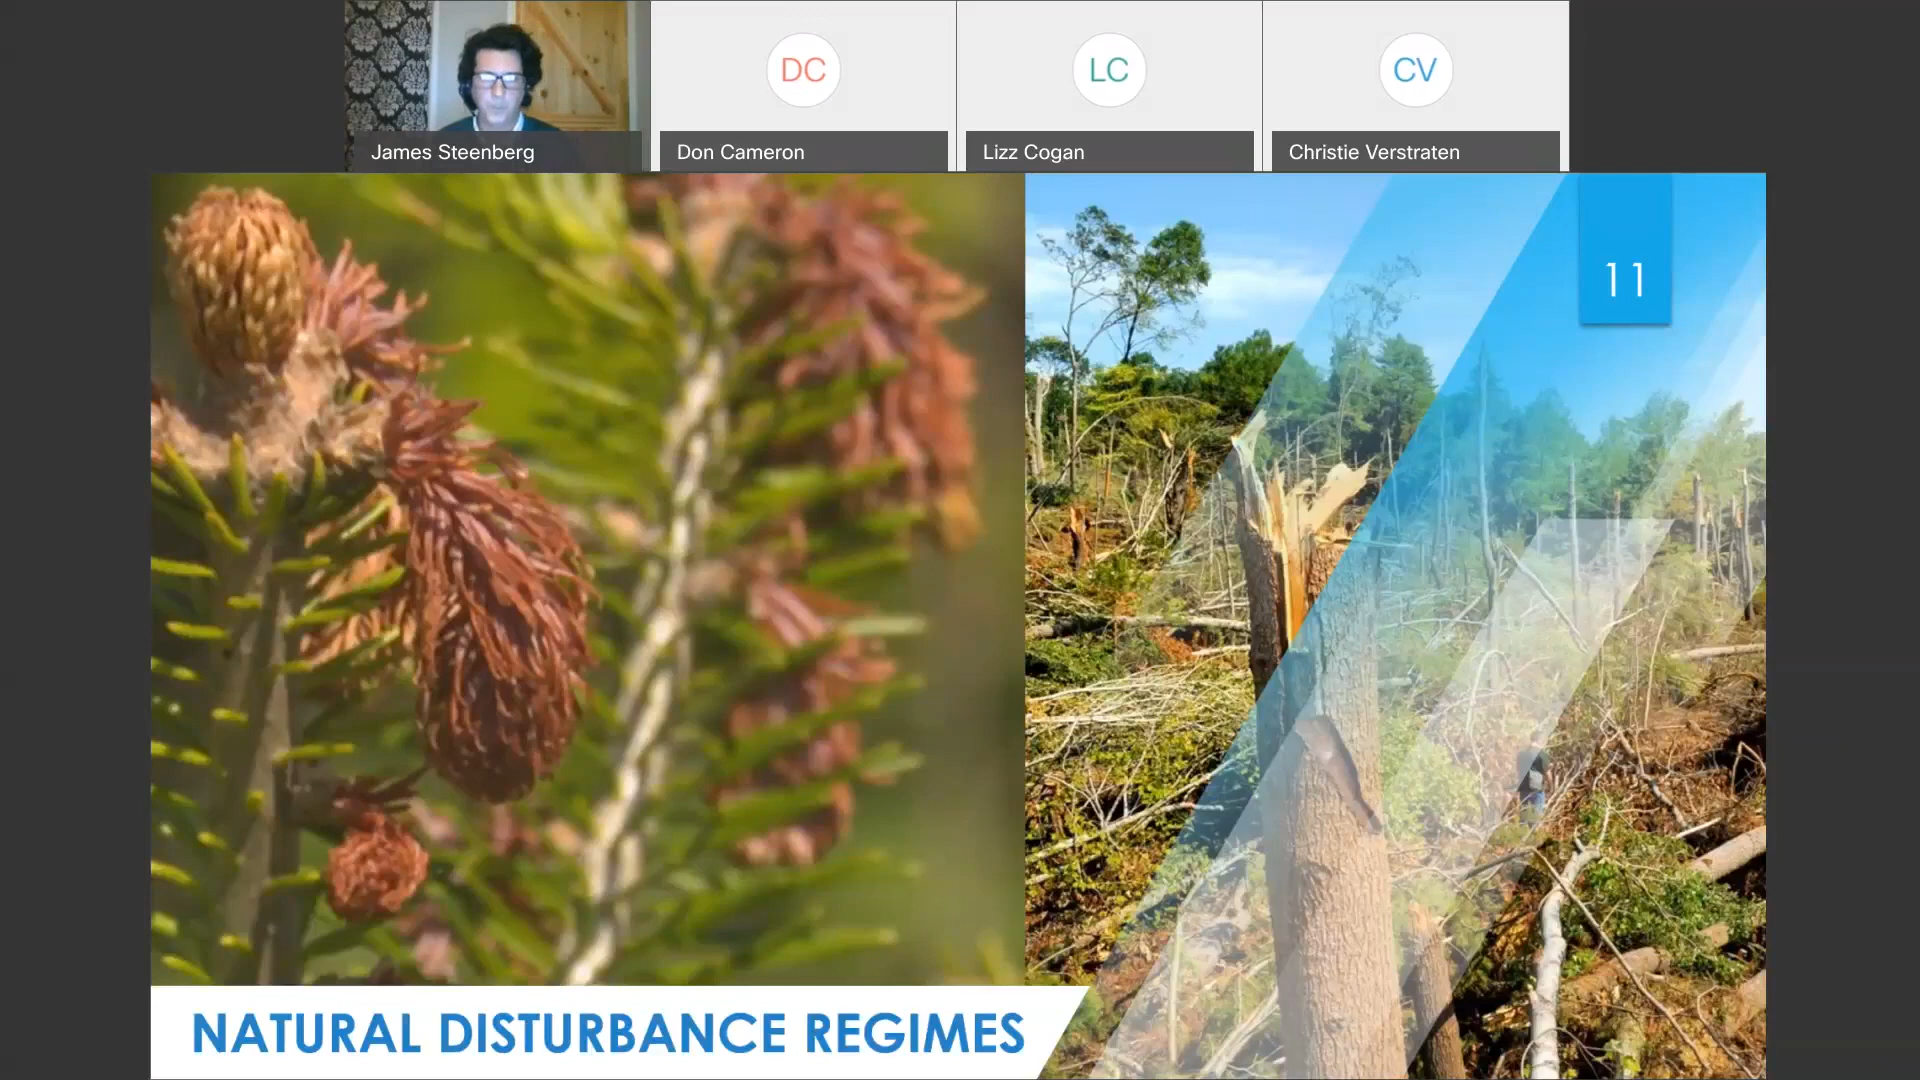 DC
LC
CV
James Steenberg
Don Cameron
Lizz Cogan
Christie Verstraten
11
NATURAL DISTURBANCE REGIMES